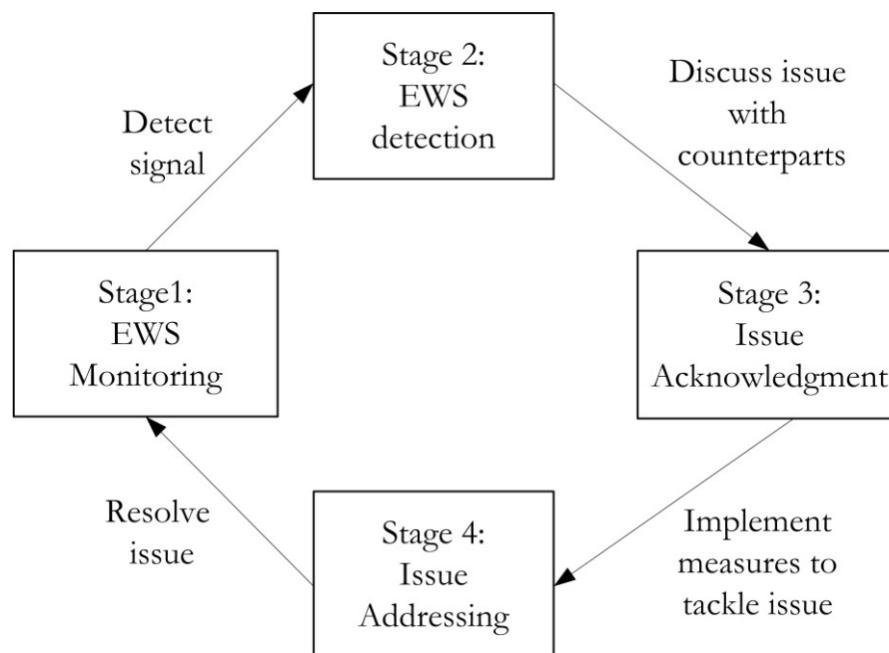 Stage 2:
EWS
detection
Discuss issue
with
counterparts
Detect
signal
Stage1:
EWS
Monitoring
Stage 3:
Issue
Acknowledgment
Resolve
issue
Stage 4:
Issue
Addressing
Implement
measures to
tackle issue